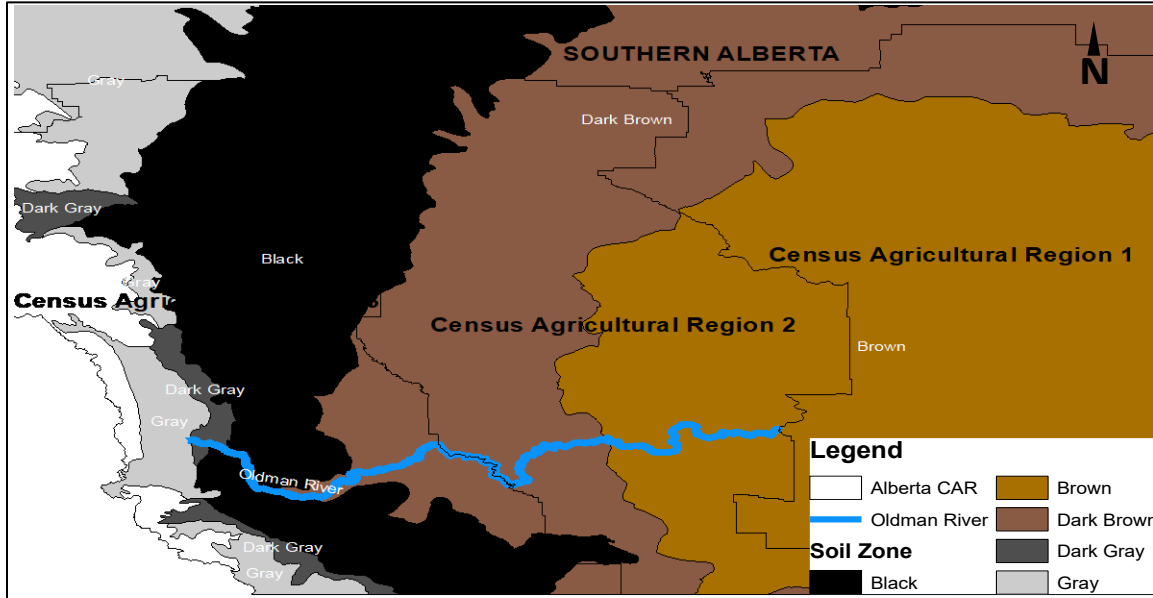 SOUTHERN ALBERTA
N
Gray
Dark Brown
Dark Gray
Black
Census Agricultural Region 1
Gray
Census Agri
Census Agricultural Region 2
Brown
Dark Gray
Gray
Oldman River
Dark Gray
Gray
Legend
Alberta CAR
Oldman River
Soil Zone
Black
Brown
Dark Brown
Dark Gray
Gray